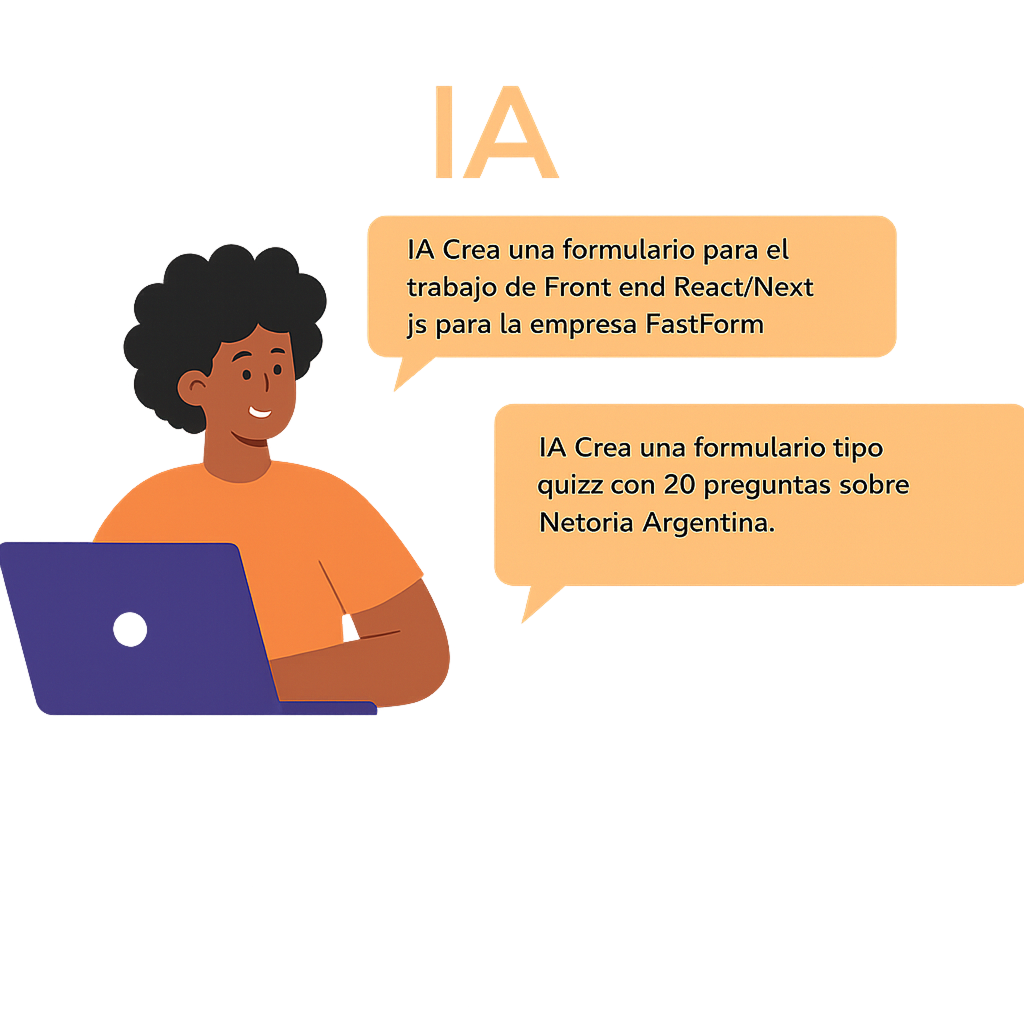 IA
IA Crea una formulario para el
trabajo de Front end React/Next
js para la empresa FastForm
IA Crea una formulario tipo
quizz con 20 preguntas sobre
Netoria Argentina.